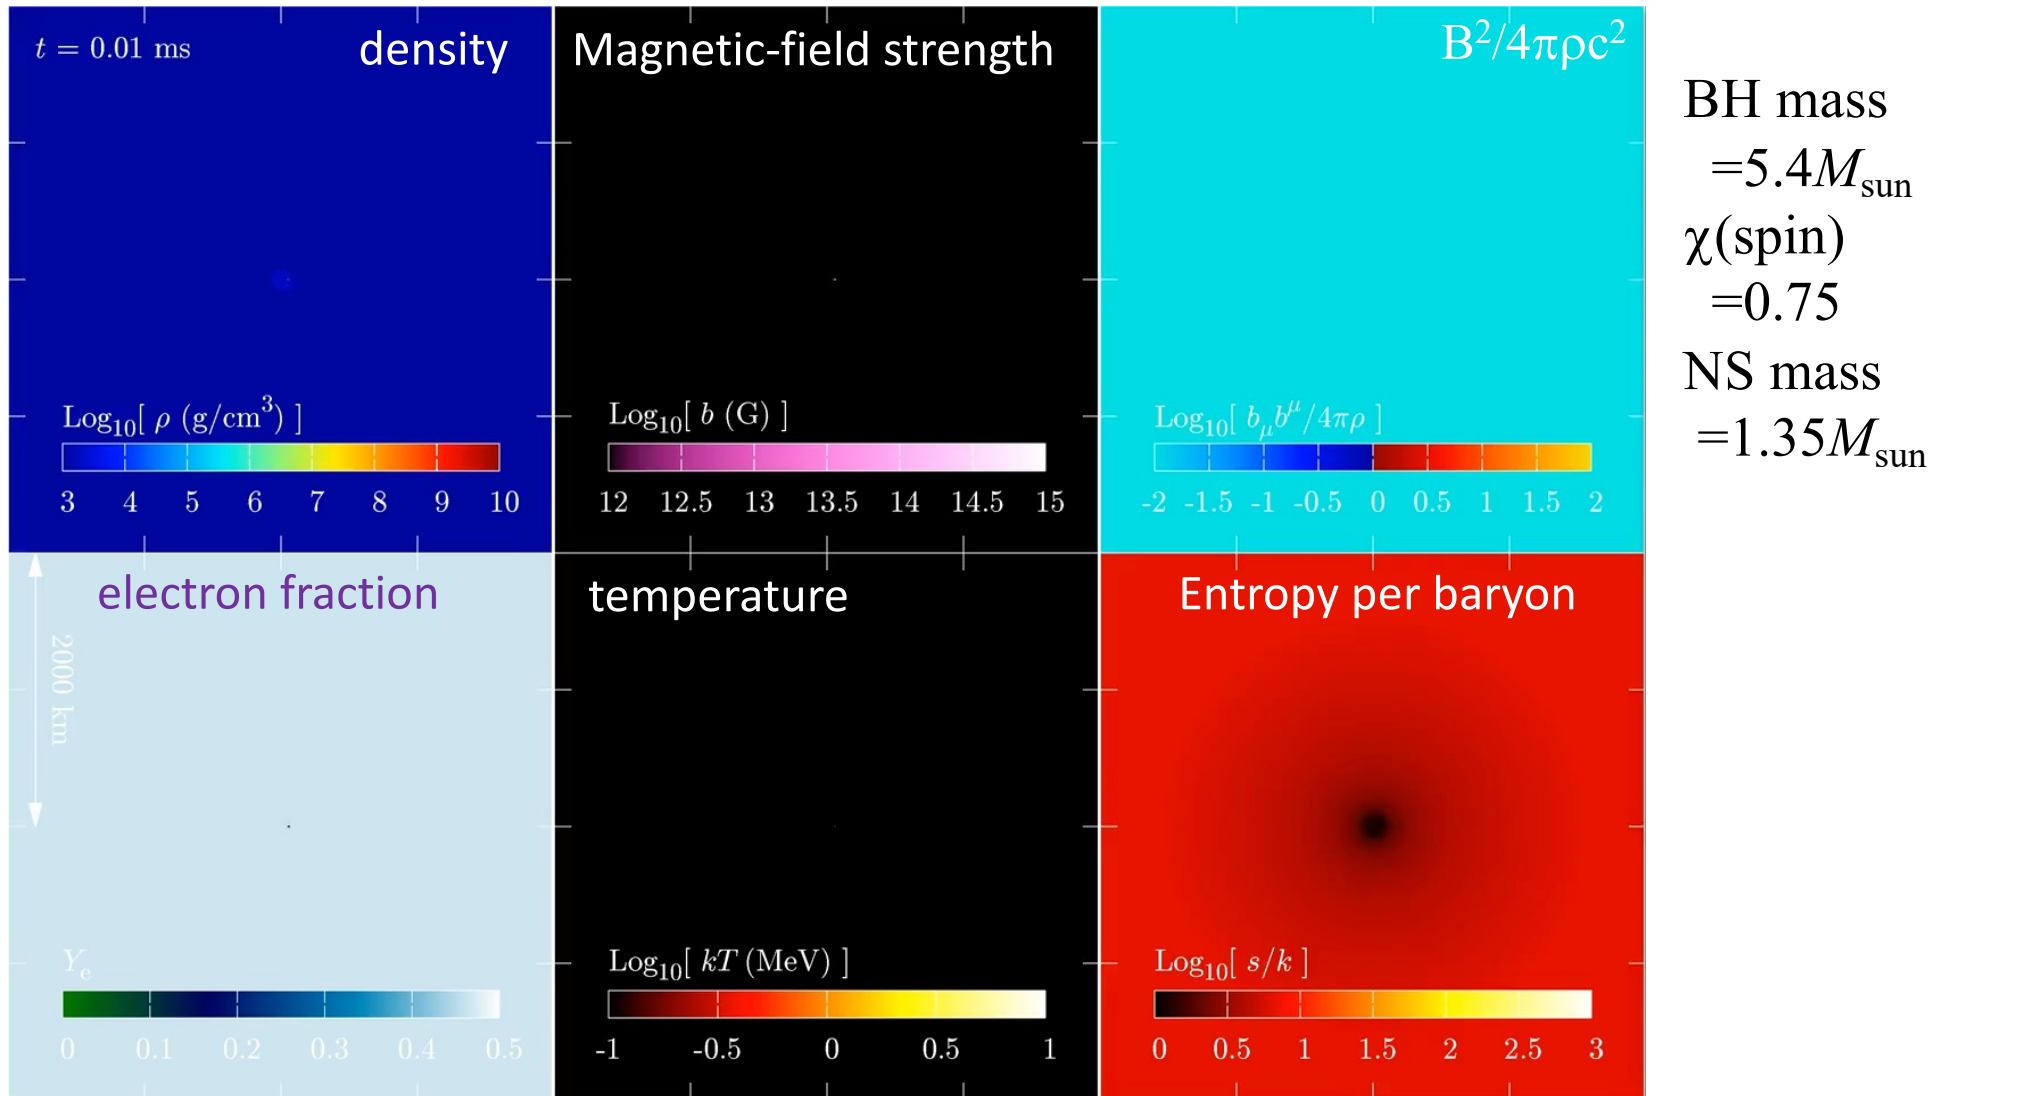 t = 0.01 ms
density
Log₁₀[ ρ (g/cm³) ]
3 4 5 6 7 8 9 10
Magnetic-field strength
Log₁₀[ b (G) ]
12 12.5 13 13.5 14 14.5 15
B²/4πρc²
Log₁₀[ b_μb^μ/4πρ ]
-2 -1.5 -1 -0.5 0 0.5 1 1.5 2
BH mass
=5.4M_sun
χ(spin)
=0.75
NS mass
=1.35M_sun
electron fraction
2000 km
Yₑ
0 0.1 0.2 0.3 0.4 0.5
temperature
Log₁₀[ kT (MeV) ]
-1 -0.5 0 0.5 1
Entropy per baryon
Log₁₀[ s/k ]
0 0.5 1 1.5 2 2.5 3